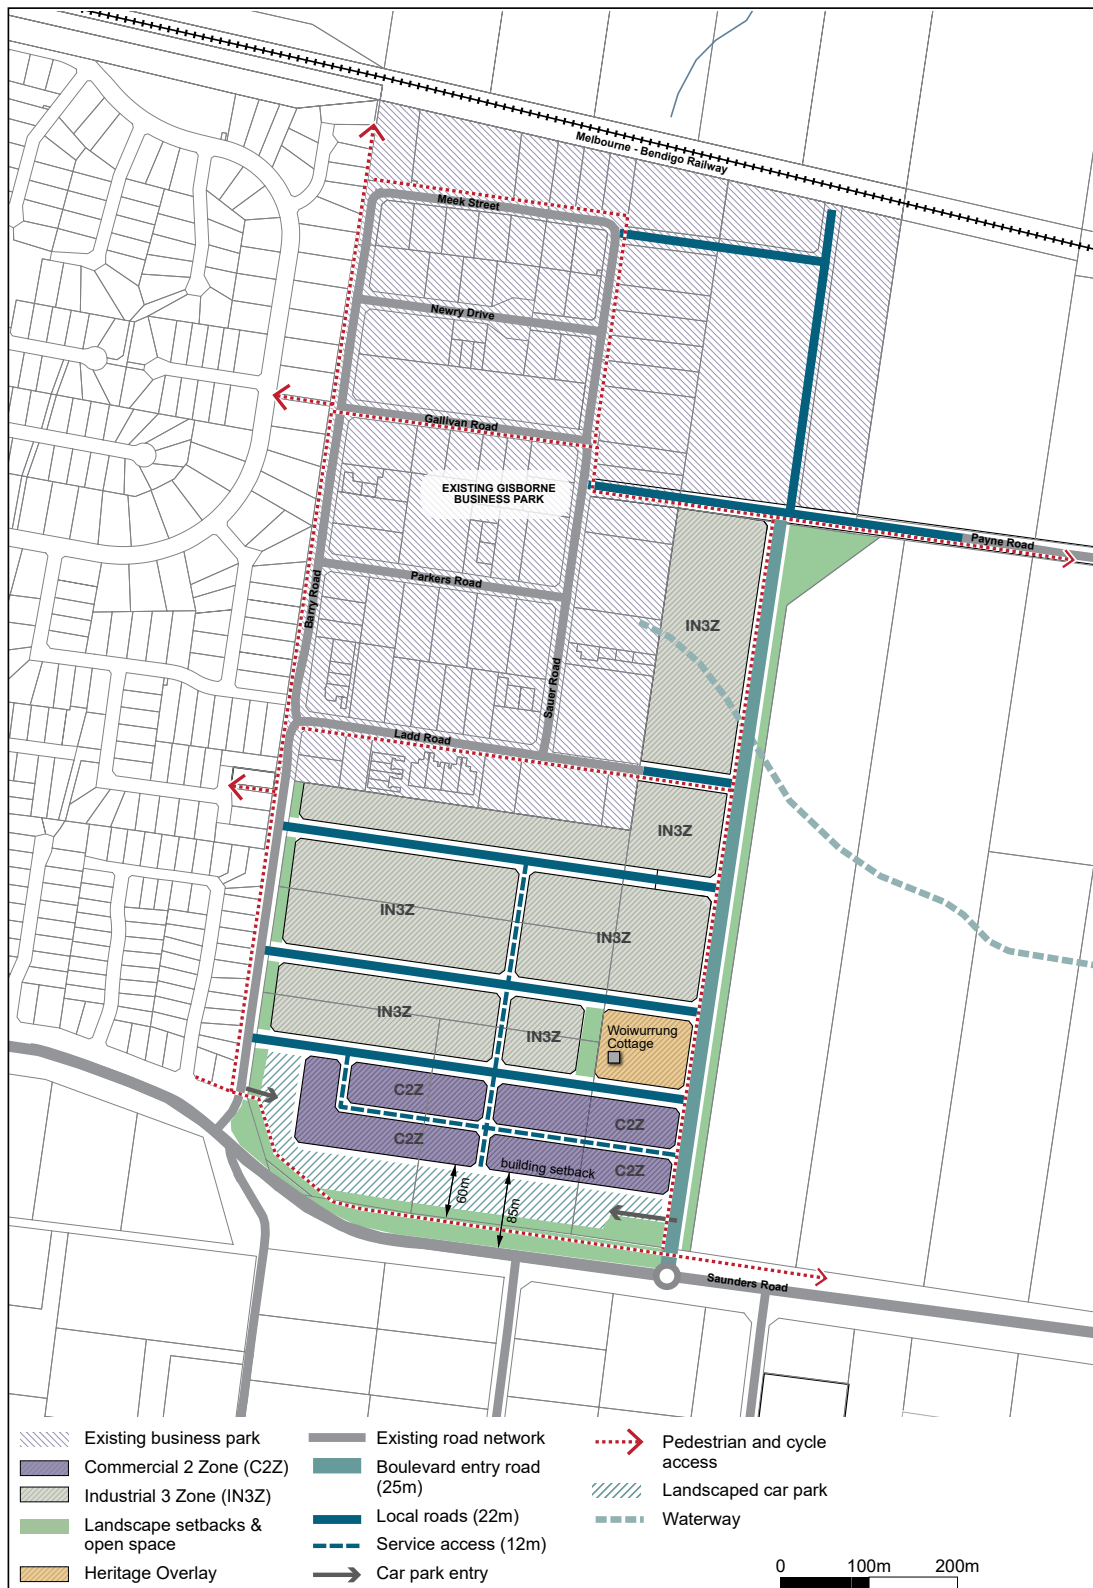 Melbourne - Bendigo Railway
Meek Street
Newry Drive
Gallivan Road
EXISTING GISBORNE
BUSINESS PARK
Payne Road
Parkers Road
Barry Road
IN3Z
Sauer Road
Ladd Road
IN3Z
IN3Z
IN3Z
IN3Z
IN3Z
Woiwurrung
Cottage
C2Z
C2Z
C2Z
C2Z
building setback
60m
85m
Saunders Road
Existing business park
Commercial 2 Zone (C2Z)
Industrial 3 Zone (IN3Z)
Landscape setbacks &
open space
Heritage Overlay
Existing road network
Boulevard entry road
(25m)
Local roads (22m)
Service access (12m)
Car park entry
Pedestrian and cycle
access
Landscaped car park
Waterway
0 100m 200m